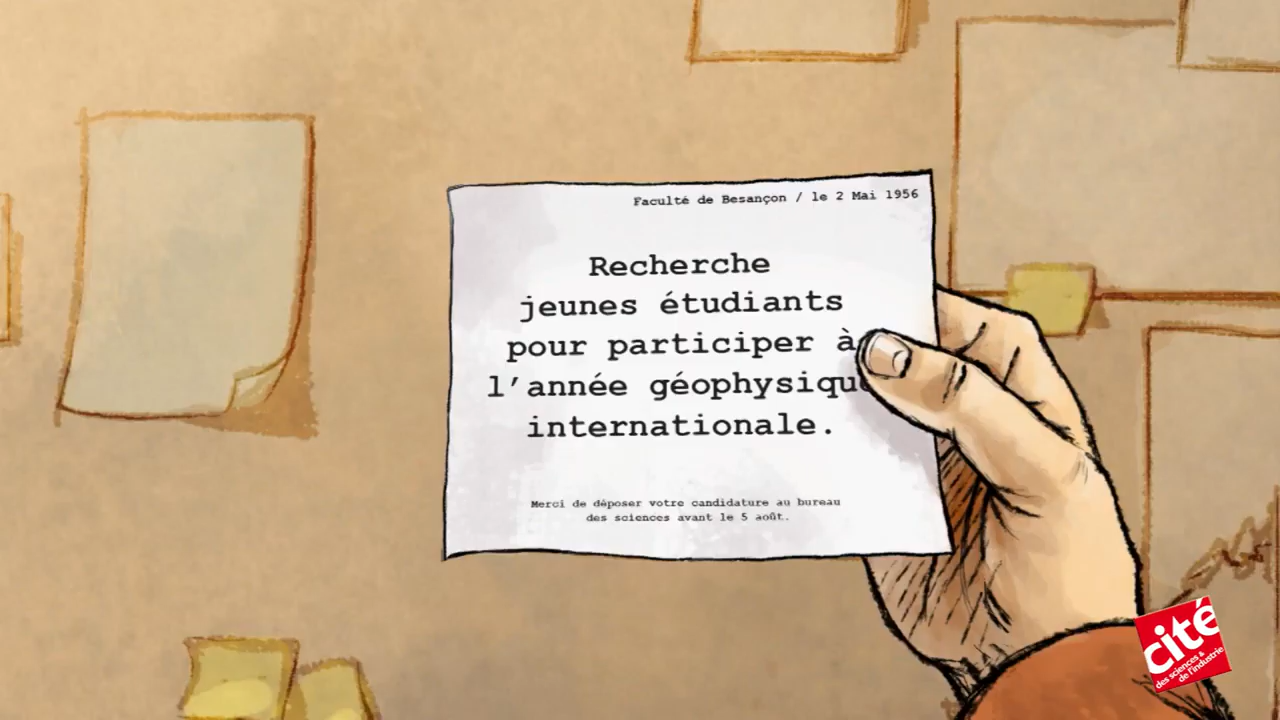 Faculté de Besançon / le 2 Mai 1956
Recherche
jeunes étudiants
pour participer à
l’année géophysique
internationale.
Merci de déposer votre candidature au bureau
des sciences avant le 5 août.
cité
des sciences &
de l'industrie